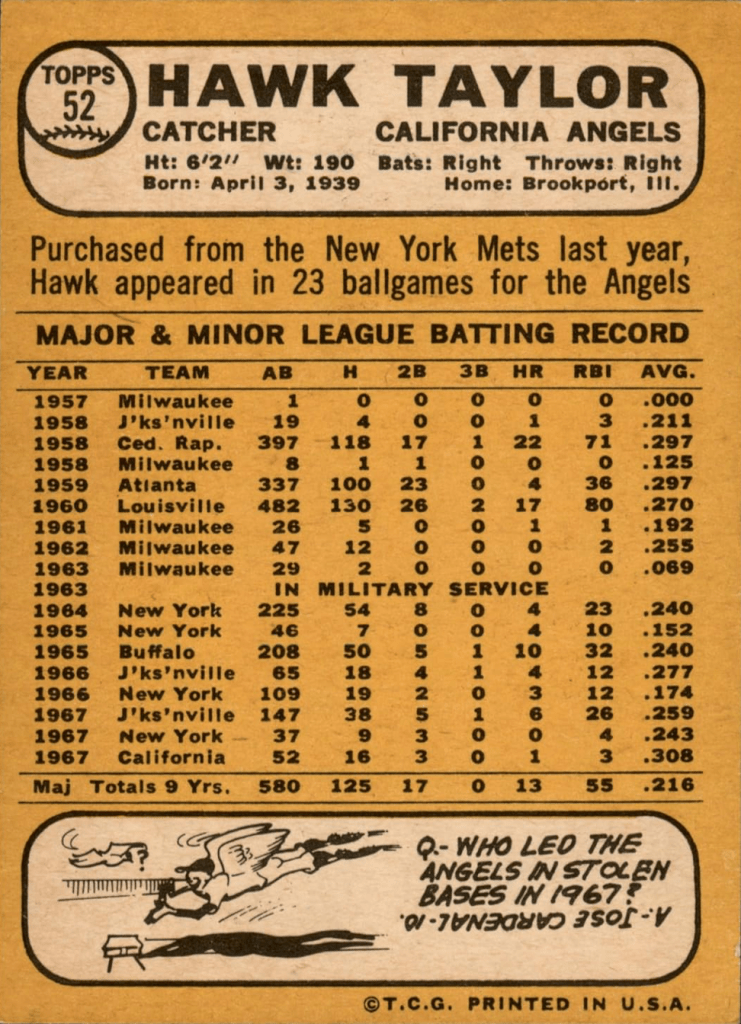 TOPPS
52
HAWK TAYLOR
CATCHER CALIFORNIA ANGELS
Ht: 6'2" Wt: 190 Bats: Right Throws: Right
Born: April 3, 1939 Home: Brookport, Ill.
Purchased from the New York Mets last year,
Hawk appeared in 23 ballgames for the Angels
MAJOR & MINOR LEAGUE BATTING RECORD
YEAR TEAM AB H 2B 3B HR RBI AVG.
1957 Milwaukee 1 0 0 0 0 0 .000
1958 J'ks'nville 19 4 0 0 1 3 .211
1958 Ced. Rap. 397 118 17 1 22 71 .297
1958 Milwaukee 8 1 1 0 0 0 .125
1959 Atlanta 337 100 23 0 4 36 .297
1960 Louisville 482 130 26 2 17 80 .270
1961 Milwaukee 26 5 0 0 1 1 .192
1962 Milwaukee 47 12 0 0 0 2 .255
1963 Milwaukee 29 2 0 0 0 0 .069
1963 IN MILITARY SERVICE
1964 New York 225 54 8 0 4 23 .240
1965 New York 46 7 0 0 4 10 .152
1965 Buffalo 208 50 5 1 10 32 .240
1966 J'ks'nville 65 18 4 1 4 12 .277
1966 New York 109 19 2 0 3 12 .174
1967 J'ks'nville 147 38 5 1 6 26 .259
1967 New York 37 9 3 0 0 4 .243
1967 California 52 16 3 0 1 3 .308
Maj Totals 9 Yrs. 580 125 17 0 13 55 .216
?
Q.- WHO LED THE
ANGELS IN STOLEN
BASES IN 1967?
A.- JOSE CARDENAL-10.
©T.C.G. PRINTED IN U.S.A.